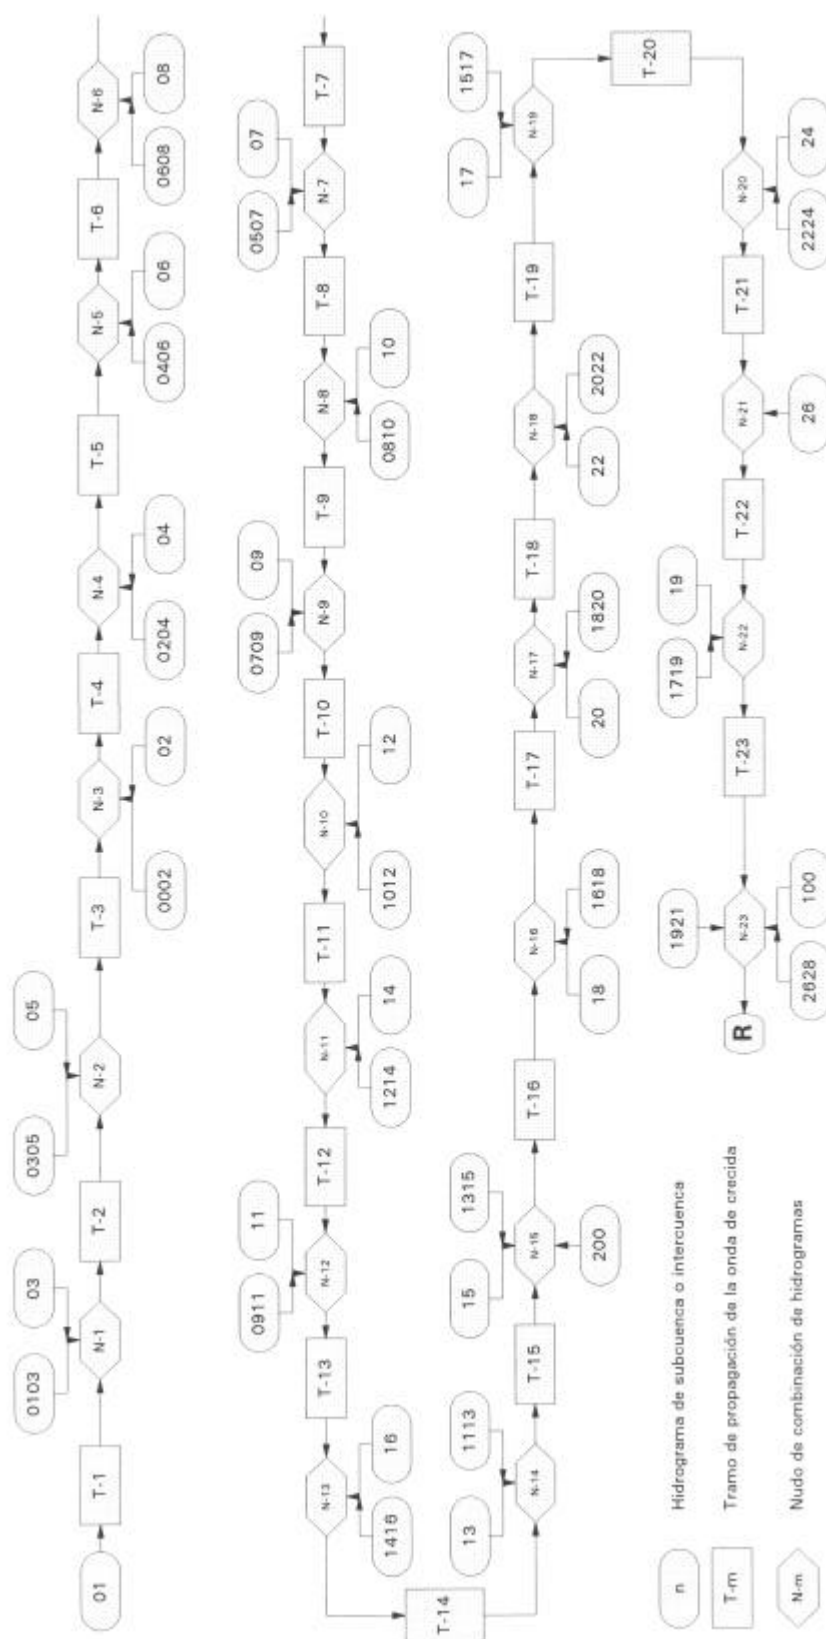 01
T-1
0103
03
N-1
T-2
0305
05
N-2
T-3
0002
02
N-3
T-4
0204
04
N-4
T-5
0406
06
N-5
T-6
0608
08
N-6
T-7
0507
07
N-7
T-8
0810
10
N-8
T-9
0709
09
N-9
T-10
1012
12
N-10
T-11
1214
14
N-11
T-12
0911
11
N-12
T-13
1416
16
N-13
T-14
13
1113
N-14
T-15
15
1315
200
N-15
T-16
18
1618
N-16
T-17
20
1820
N-17
T-18
22
2022
N-18
T-19
17
1517
N-19
T-20
2224
24
N-20
T-21
26
N-21
T-22
1719
19
N-22
T-23
1921
2628
100
N-23
R
n
Hidrograma de subcuenca o intercuenca
T-m
Tramo de propagación de la onda de crecida
N-m
Nudo de combinación de hidrogramas